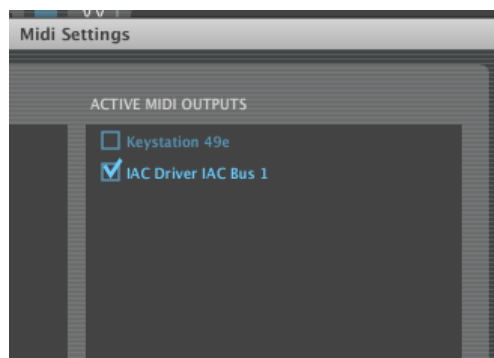 Midi Settings
ACTIVE MIDI OUTPUTS
Keystation 49e
IAC Driver IAC Bus 1